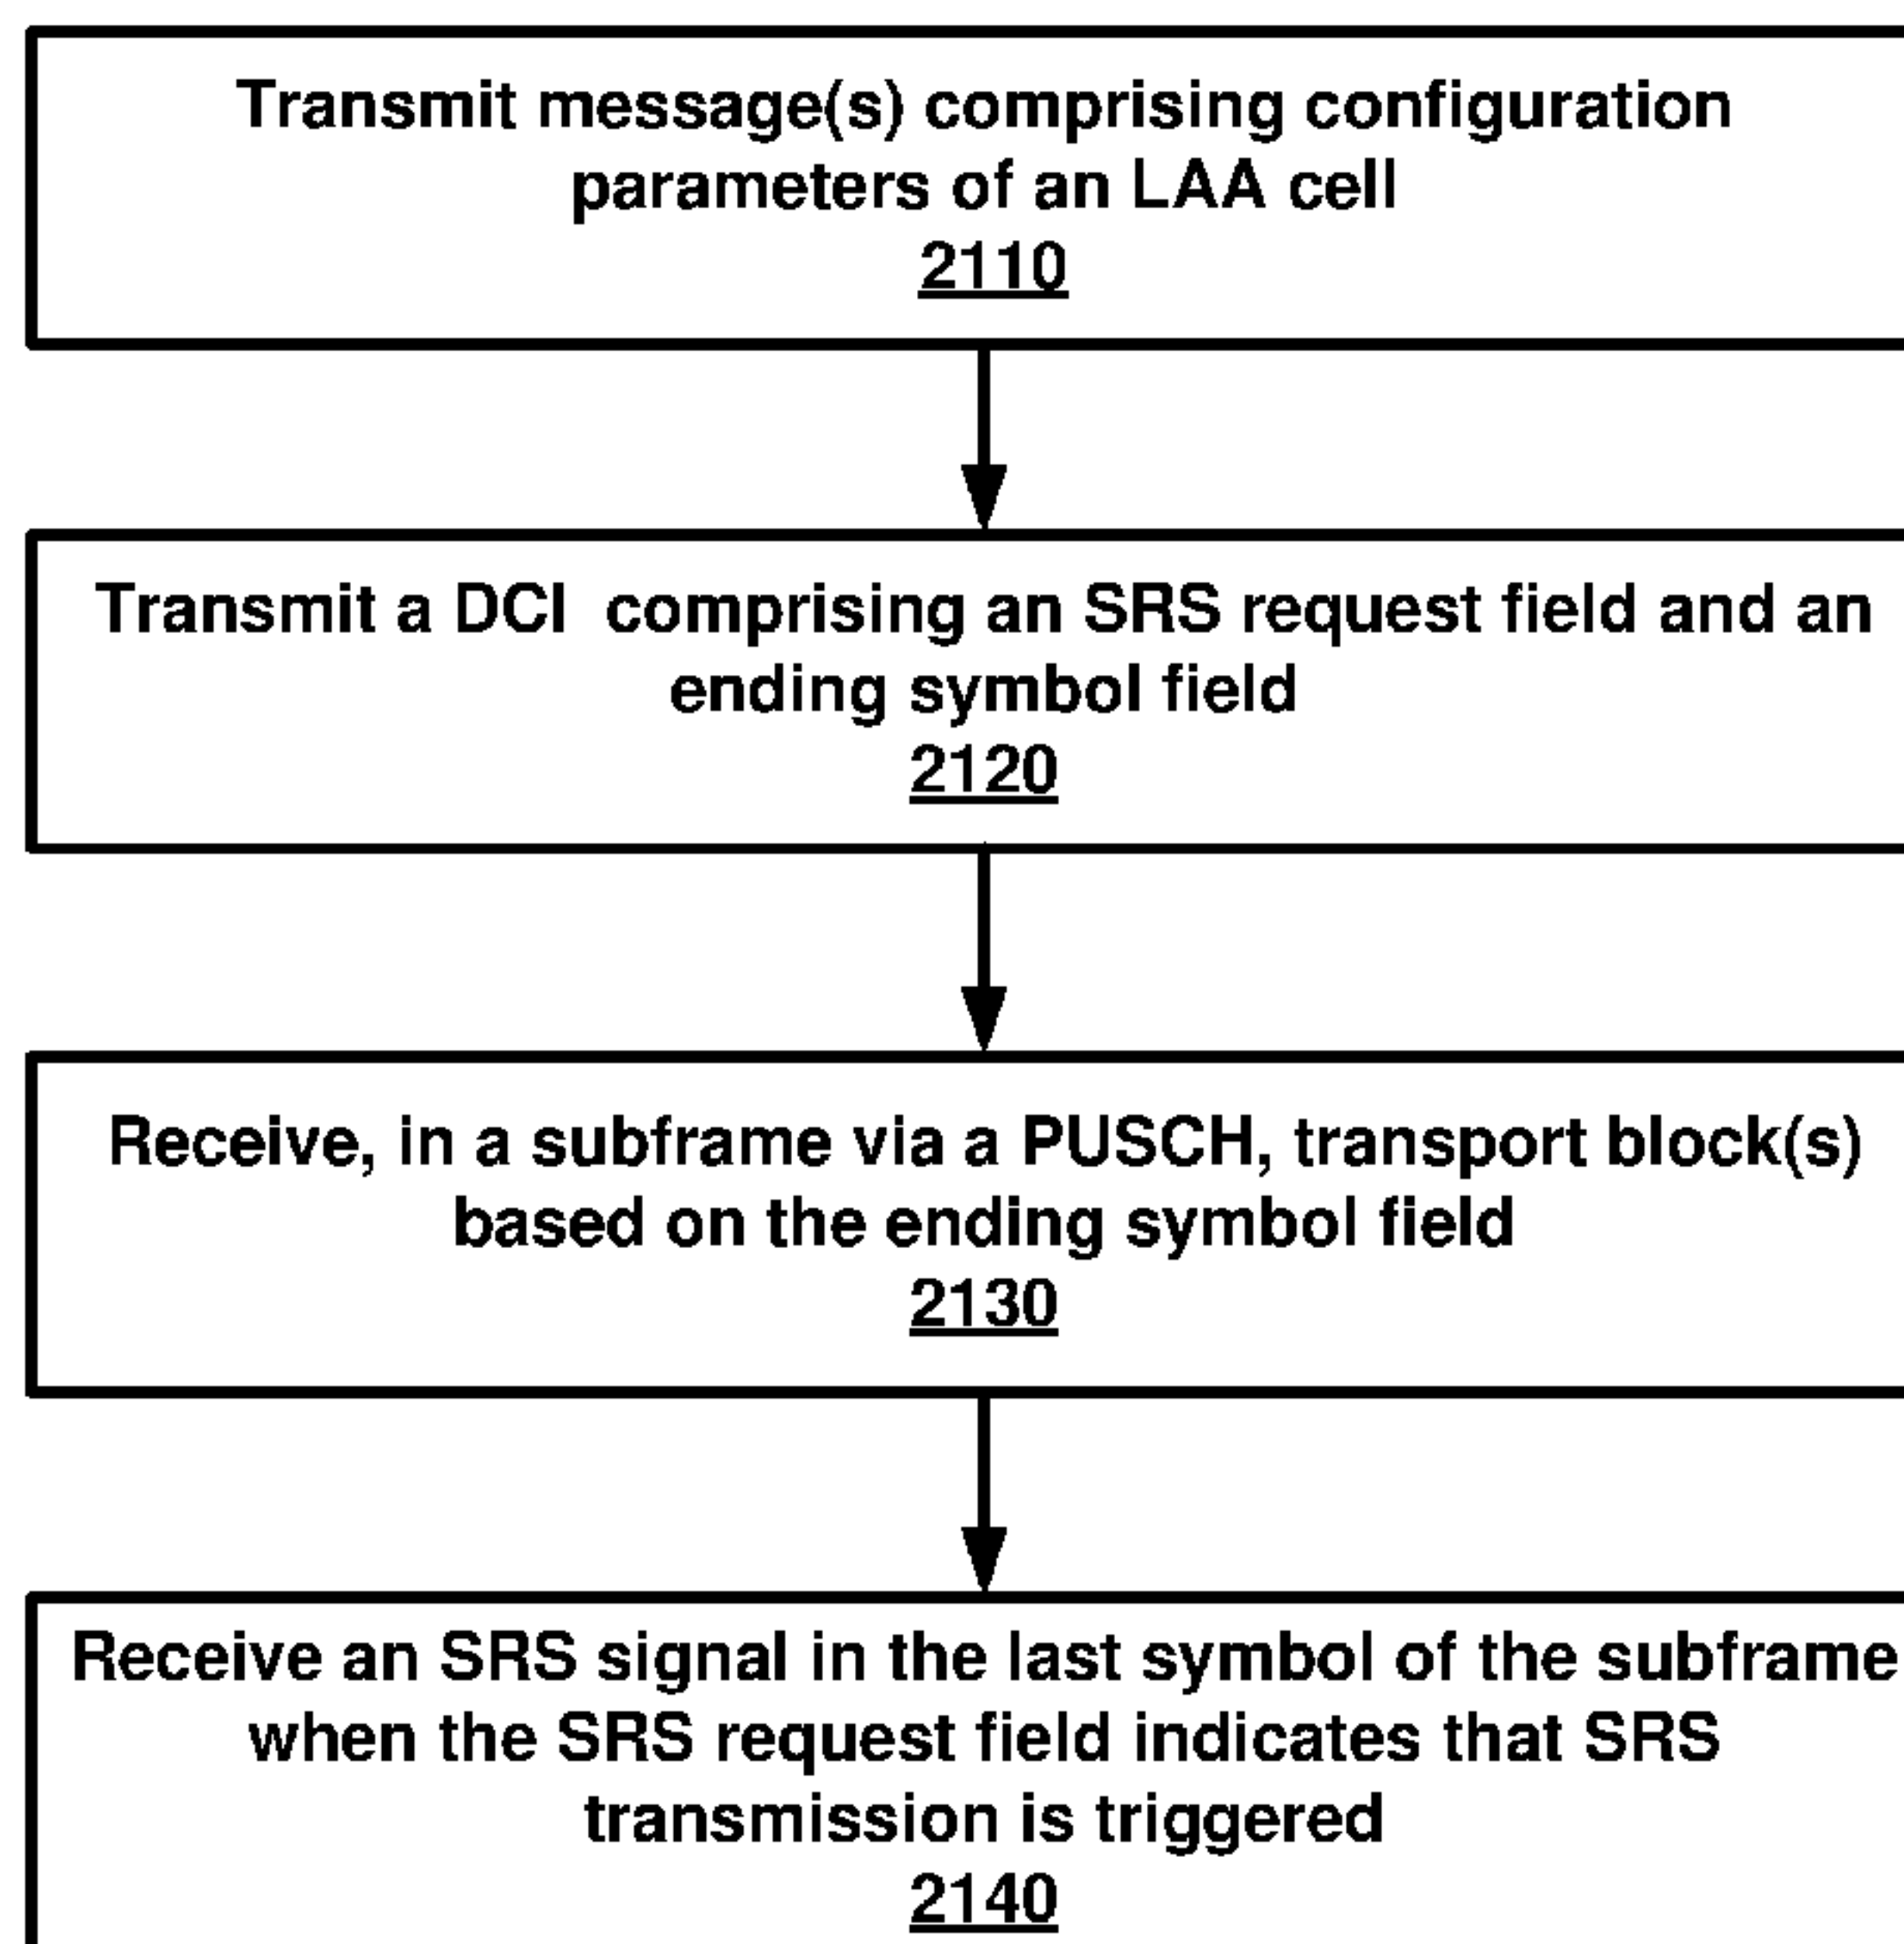 Transmit message(s) comprising configuration
parameters of an LAA cell
2110
Transmit a DCI comprising an SRS request field and an
ending symbol field
2120
Receive, in a subframe via a PUSCH, transport block(s)
based on the ending symbol field
2130
Receive an SRS signal in the last symbol of the subframe
when the SRS request field indicates that SRS
transmission is triggered
2140